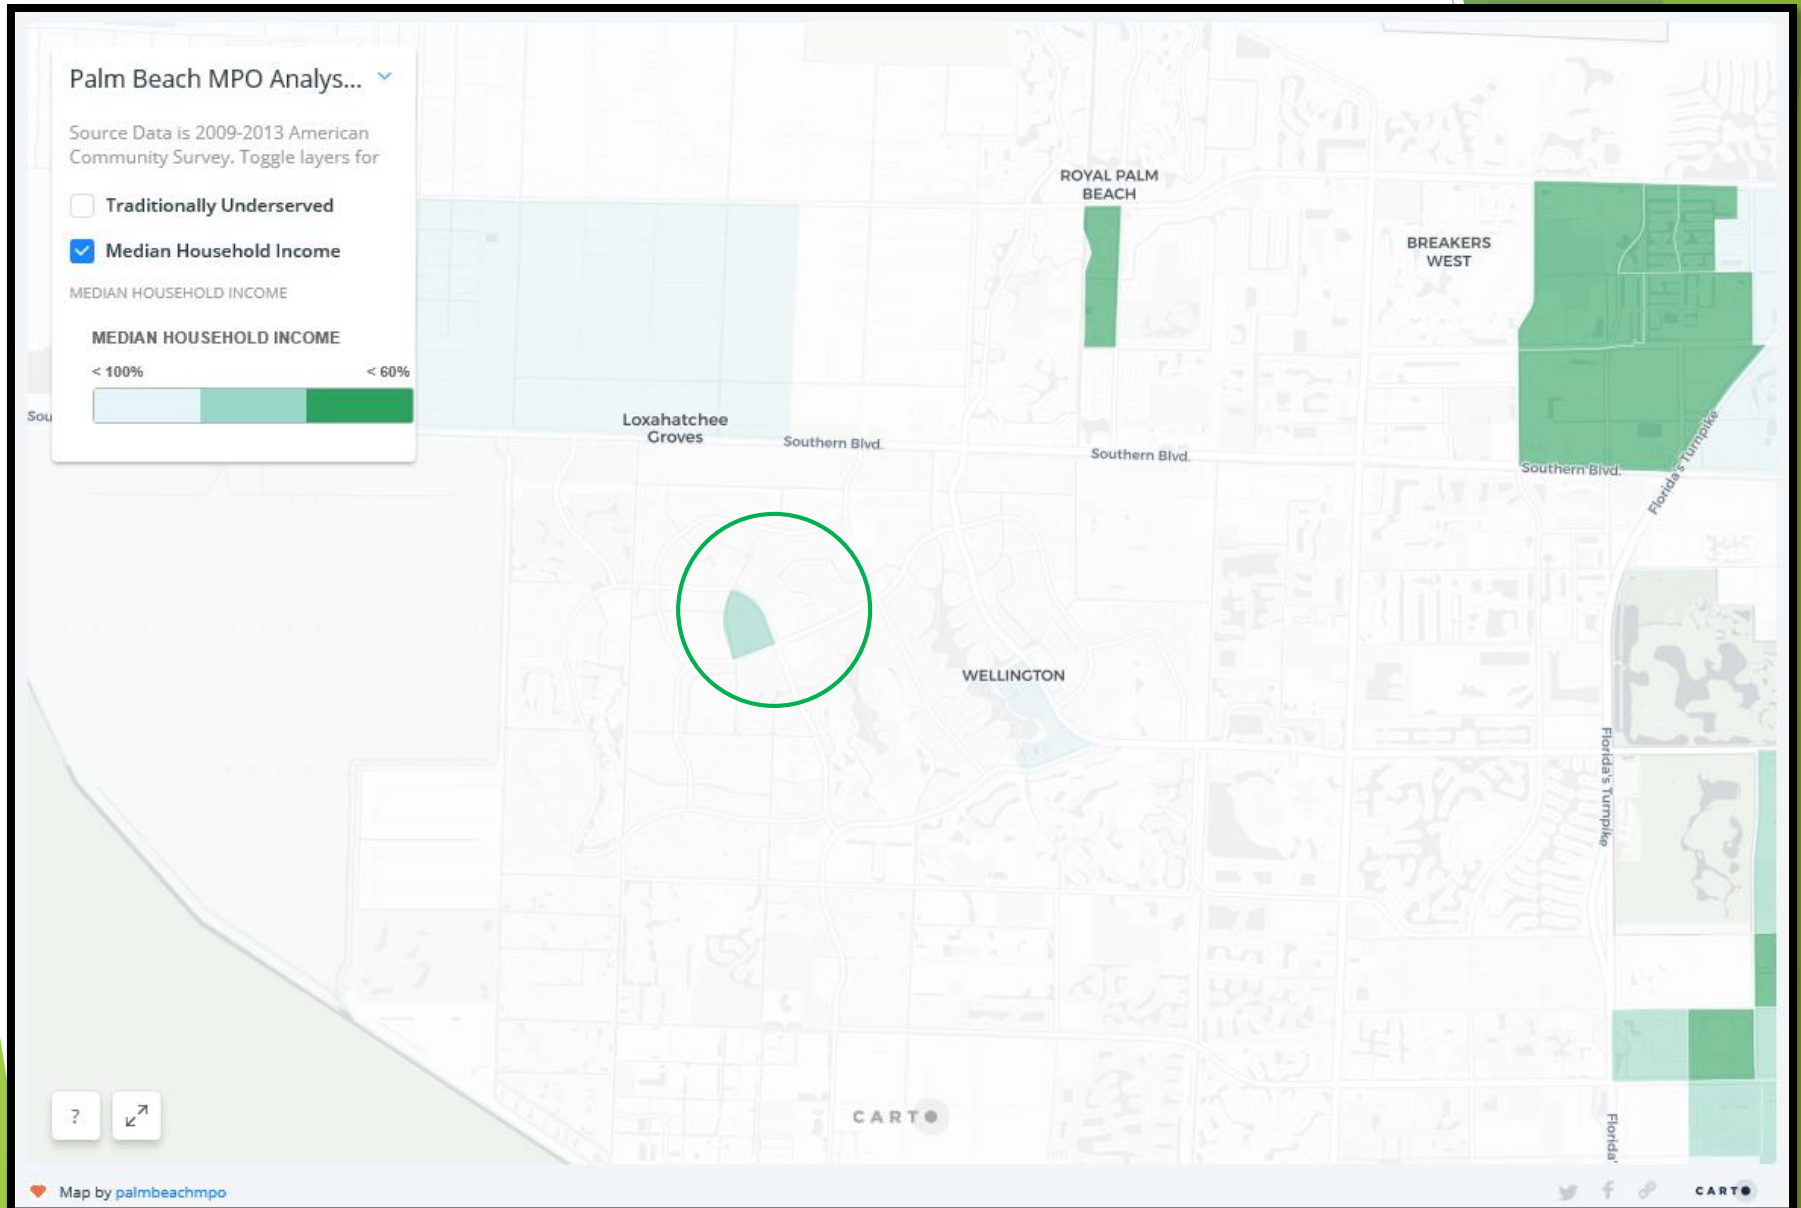 Palm Beach MPO Analys...
Source Data is 2009-2013 American
Community Survey. Toggle layers for
Traditionally Underserved
Median Household Income
MEDIAN HOUSEHOLD INCOME
MEDIAN HOUSEHOLD INCOME
< 100% < 60%
ROYAL PALM
BEACH
BREAKERS
WEST
Sou
Loxahatchee
Groves
Southern Blvd.
Southern Blvd.
Southern Blvd.
Florida's Turnpike
WELLINGTON
Florida's Turnpike
Florida'
?
CARTO
Map by palmbeachmpo
CARTO